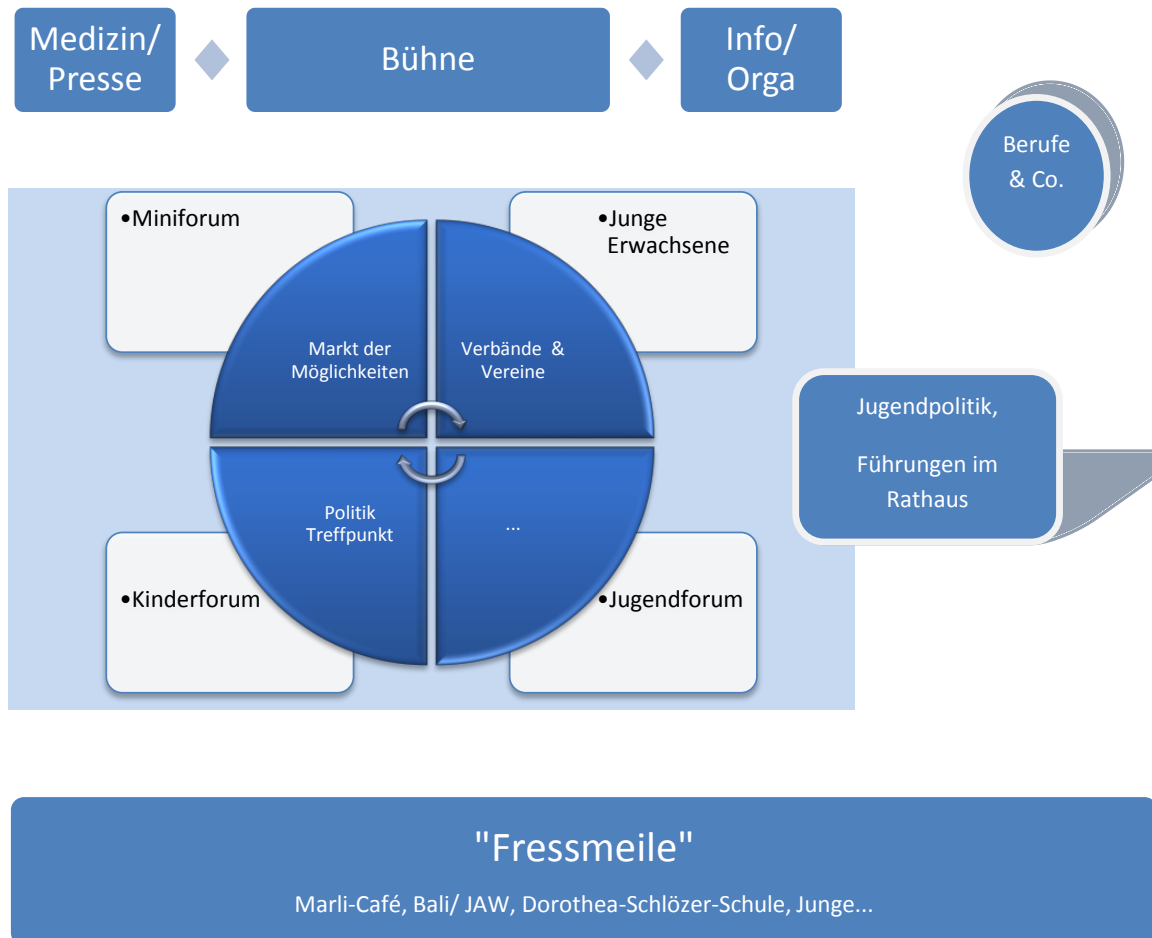 Medizin/
Presse
Bühne
Info/
Orga
Berufe
& Co.
•Miniforum
•Junge
Erwachsene
Markt der
Möglichkeiten
Verbände &
Vereine
Jugendpolitik,
Führungen im
Rathaus
Politik
Treffpunkt
...
•Kinderforum
•Jugendforum
"Fressmeile"
Marli-Café, Bali/ JAW, Dorothea-Schlözer-Schule, Junge...